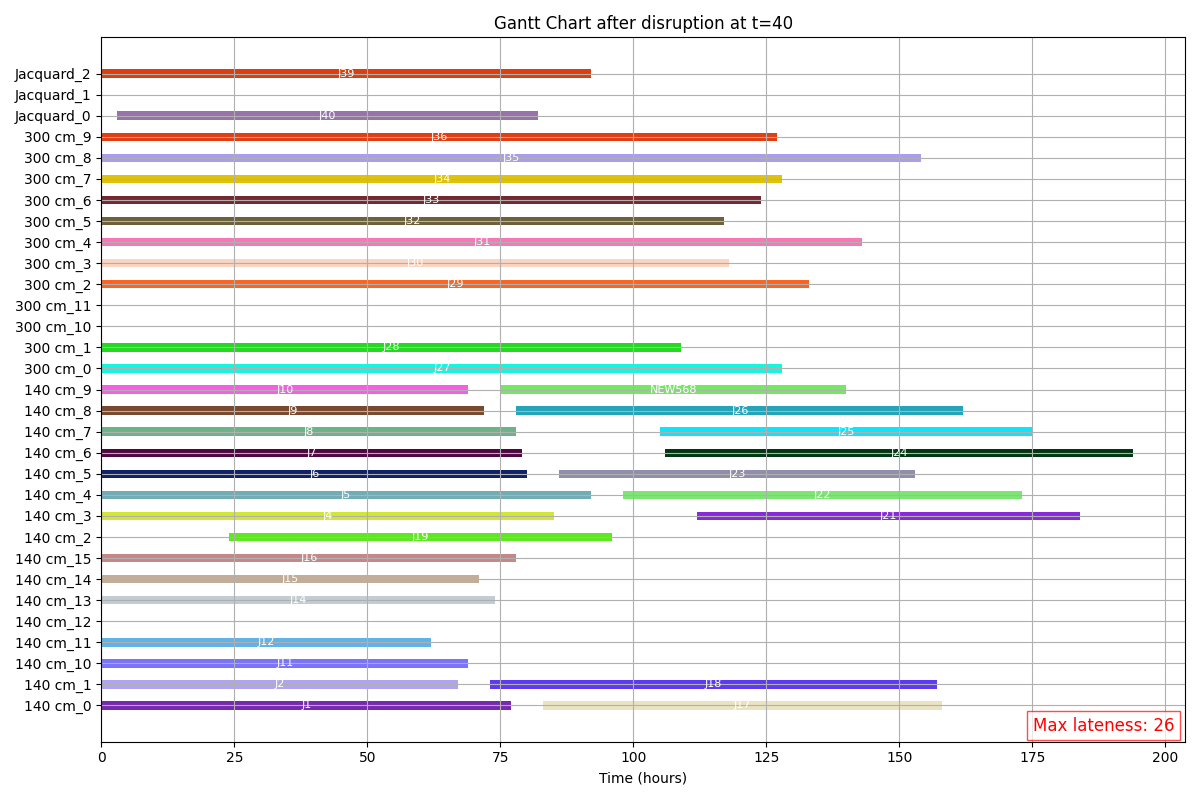 Gantt Chart after disruption at t=40
Jacquard_2
J39
Jacquard_1
Jacquard_0
J40
300 cm_9
J36
300 cm_8
J35
300 cm_7
J34
300 cm_6
J33
300 cm_5
J32
300 cm_4
J31
300 cm_3
J30
300 cm_2
J29
300 cm_11
300 cm_10
300 cm_1
J28
300 cm_0
J27
140 cm_9
J10 NEWS68
140 cm_8
J9 J26
140 cm_7
J8 J25
140 cm_6
J7 J24
140 cm_5
J6 J23
140 cm_4
J5 J22
140 cm_3
J4 J21
140 cm_2
J19
140 cm_15
J16
140 cm_14
J15
140 cm_13
J14
140 cm_12
140 cm_11
J12
140 cm_10
J11
140 cm_1
J2 J18
140 cm_0
J1 J17
Max lateness: 26
0 25 50 75 100 125 150 175 200
Time (hours)